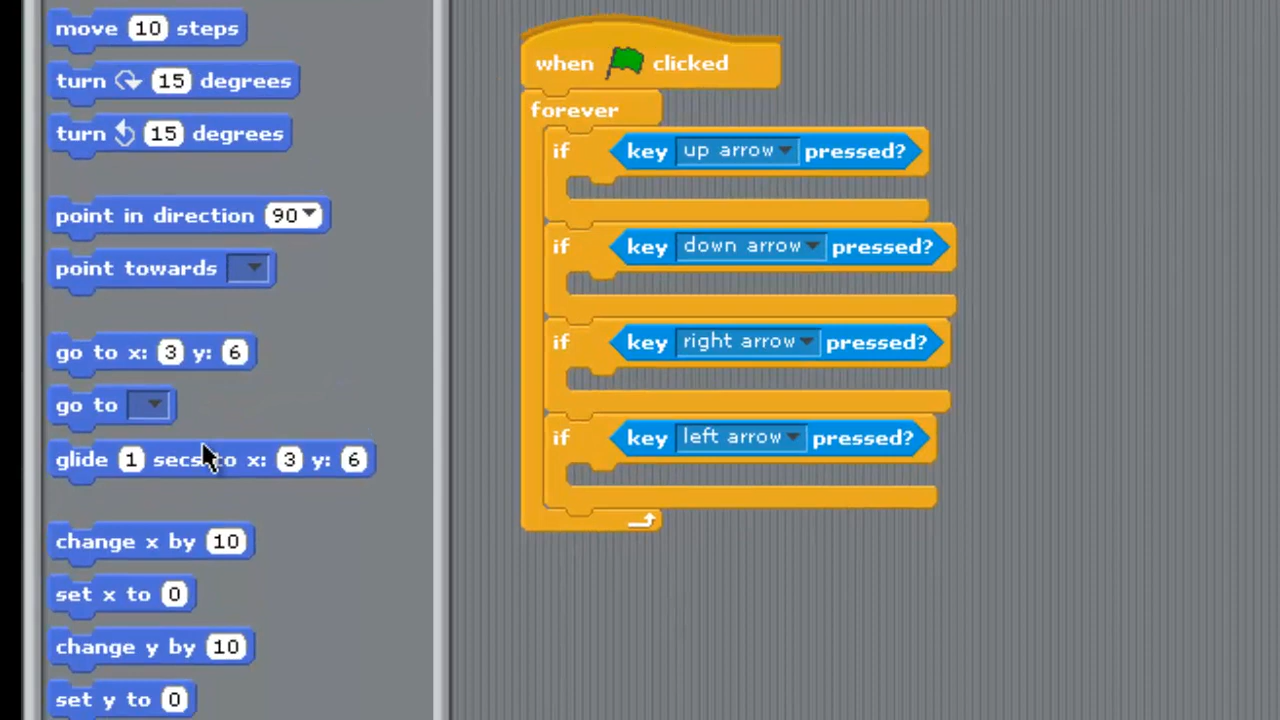 move 10 steps
turn 15 degrees
turn 15 degrees
point in direction 90
point towards
go to x: 3 y: 6
go to
glide 1 secs to x: 3 y: 6
change x by 10
set x to 0
change y by 10
set y to 0
when clicked
forever
if key up arrow pressed?
if key down arrow pressed?
if key right arrow pressed?
if key left arrow pressed?